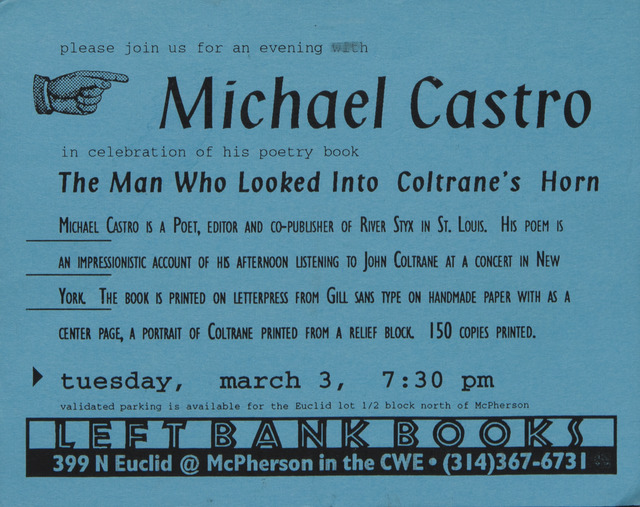 please join us for an evening with
Michael Castro
in celebration of his poetry book
The Man Who Looked Into Coltrane's Horn
Michael Castro is a Poet, editor and co-publisher of River Styx in St. Louis. His poem is
an impressionistic account of his afternoon listening to John Coltrane at a concert in New
York. The book is printed on letterpress from Gill sans type on handmade paper with as a
center page, a portrait of Coltrane printed from a relief block. 150 copies printed.
tuesday, march 3, 7:30 pm
validated parking is available for the Euclid lot 1/2 block north of McPherson
LEFT BANK BOOKS
399 N Euclid @ McPherson in the CWE • (314)367-6731